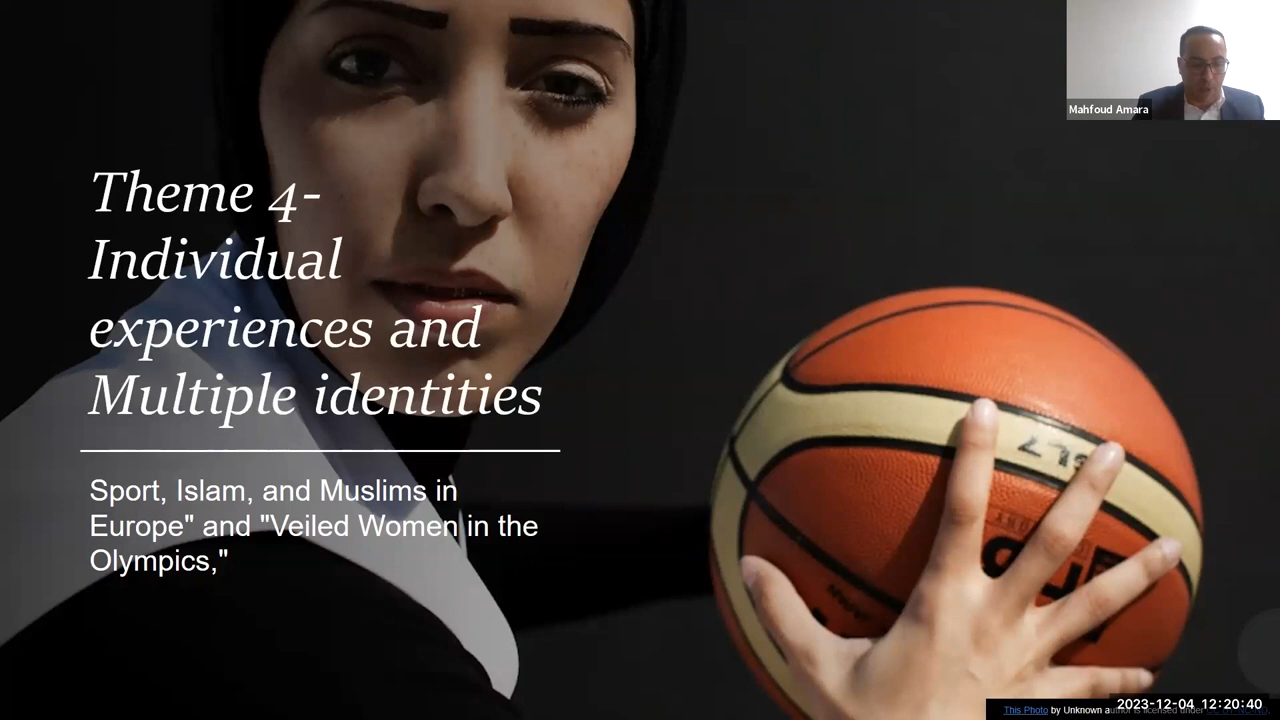 Mahfoud Amara
Theme 4-
Individual
experiences and
Multiple identities
Sport, Islam, and Muslims in
Europe" and "Veiled Women in the
Olympics,"
This Photo by Unknown author is licensed under
2023-12-04 12:20:40